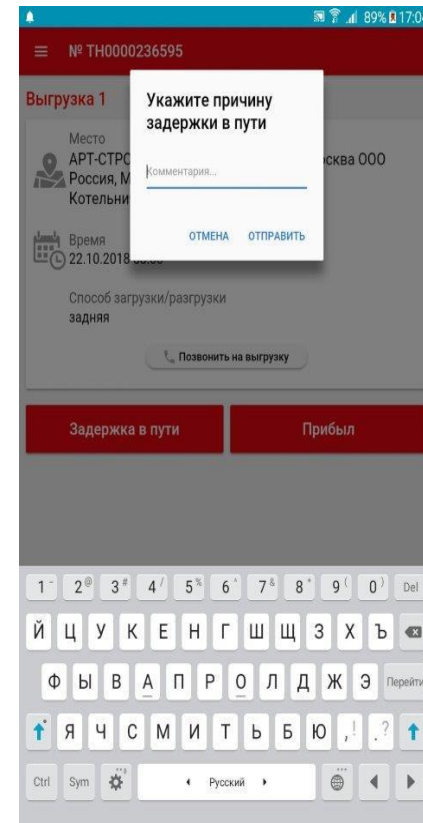 89% 17:04
№ TH0000236595
Выгрузка 1
Укажите причину
задержки в пути
Комментария...
ОТМЕНА ОТПРАВИТЬ
Место
АРТ-СТРО сква ООО
Россия, М
Котельни
Время
22.10.2018
Способ загрузки/разгрузки
задняя
Позвонить на выгрузку
Задержка в пути Прибыл
1 - 2 @ 3 # 4 / 5 % 6 ^ 7 & 8 * 9 ( 0 ) Del
Й Ц У К Е Н Г Ш Щ З Х Ъ
Ф Ы В А П Р О Л Д Ж Э Перейти
Я Ч С М И Т Ь Б Ю , ! . ?
Ctrl Sym Русский